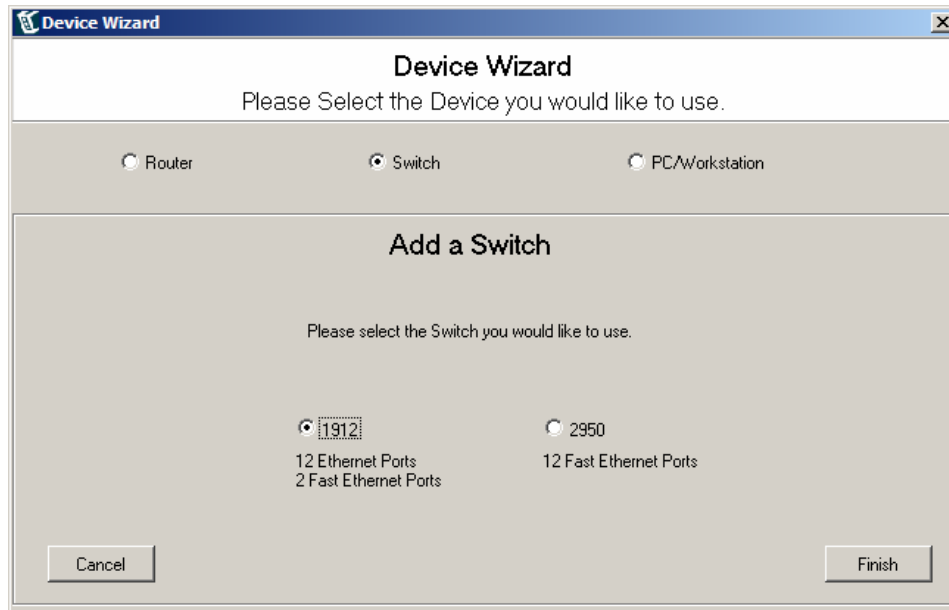 Device Wizard
Device Wizard
Please Select the Device you would like to use.
Router Switch PC/Workstation
Add a Switch
Please select the Switch you would like to use.
1912 2950
12 Ethernet Ports 12 Fast Ethernet Ports
2 Fast Ethernet Ports
Cancel Finish